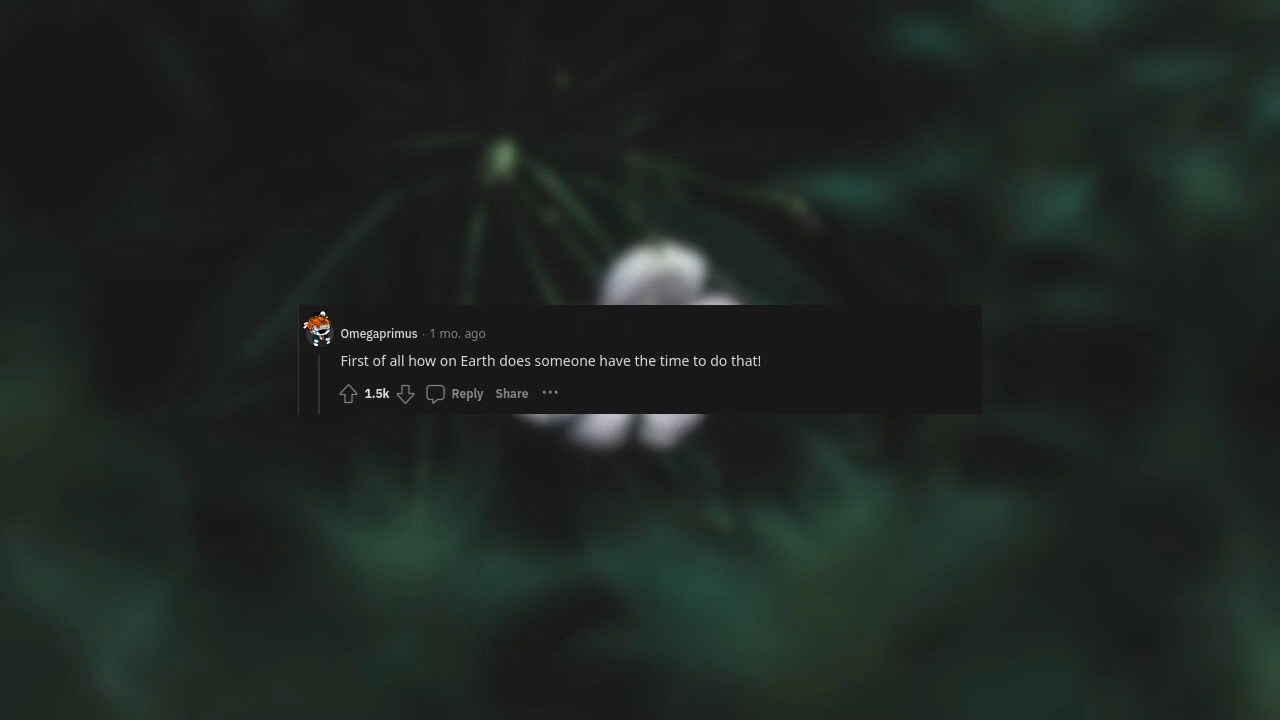 Omegaprimus · 1 mo. ago
First of all how on Earth does someone have the time to do that!
1.5k Reply Share ···